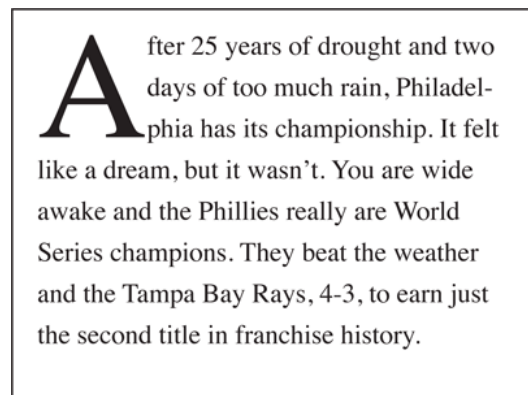 After 25 years of drought and two
days of too much rain, Philadel-
phia has its championship. It felt
like a dream, but it wasn’t. You are wide
awake and the Phillies really are World
Series champions. They beat the weather
and the Tampa Bay Rays, 4-3, to earn just
the second title in franchise history.